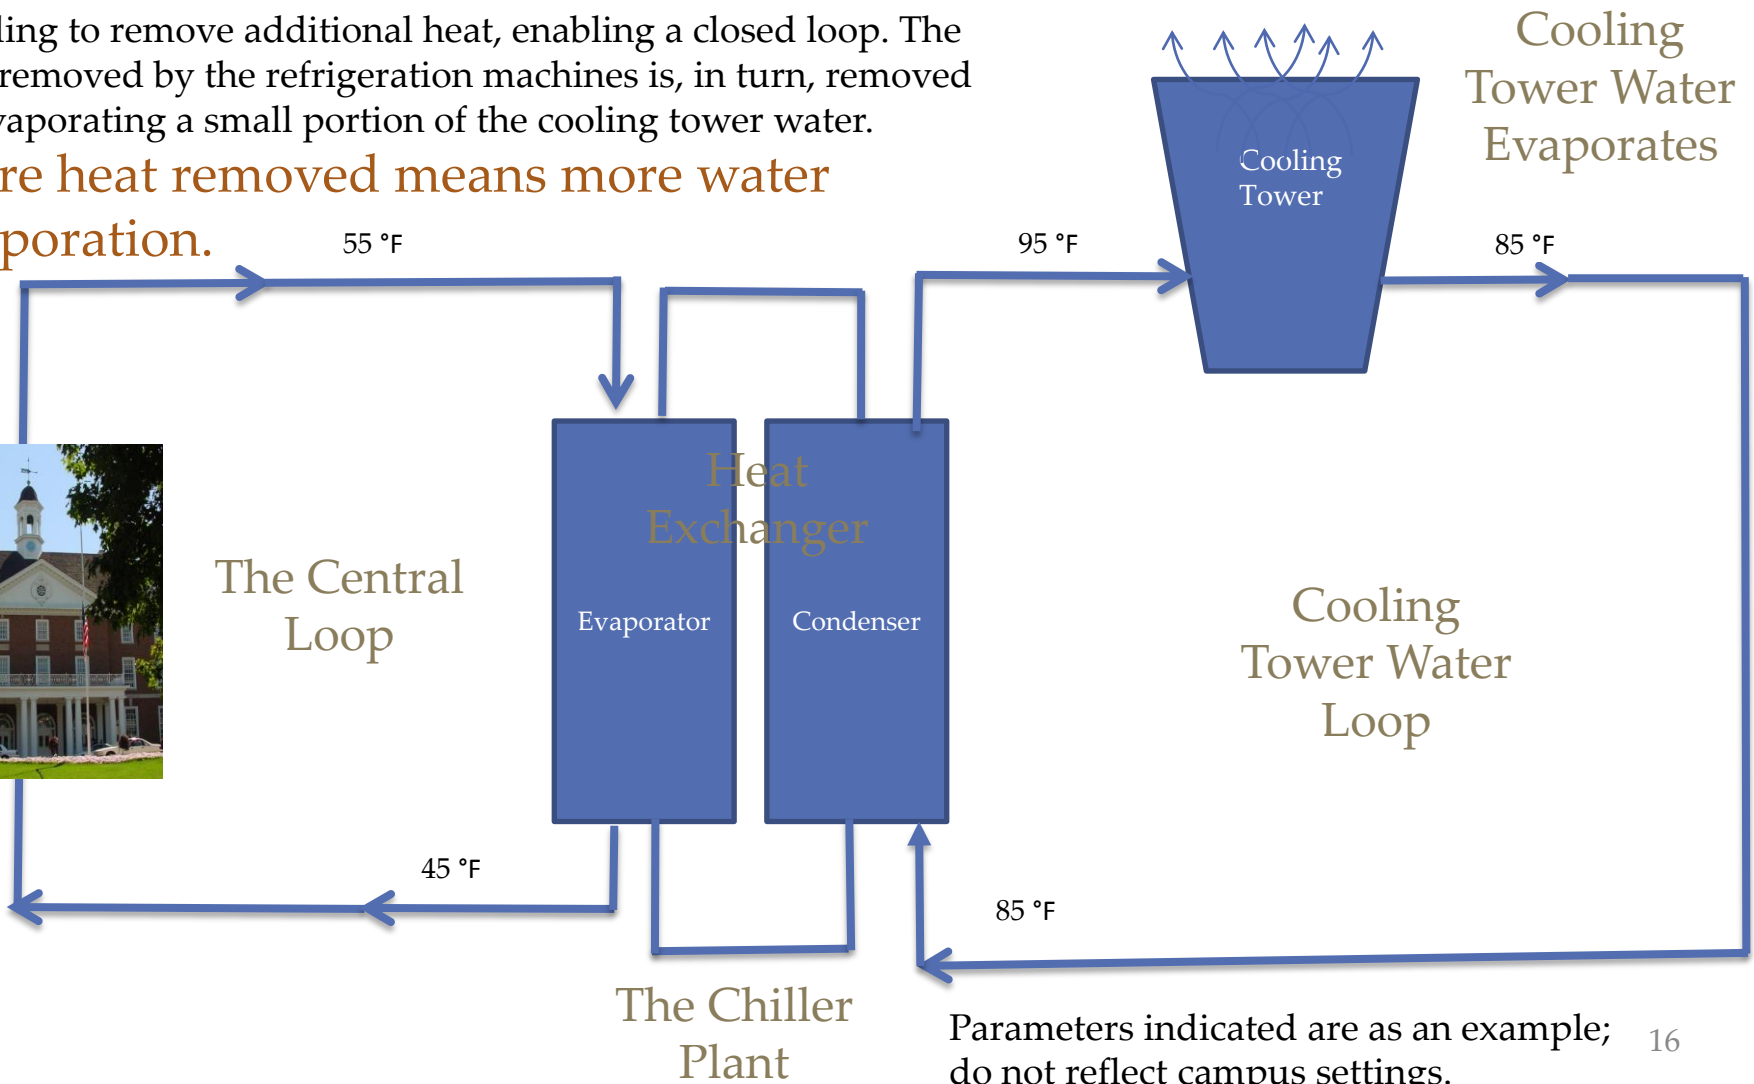 ling to remove additional heat, enabling a closed loop. The
removed by the refrigeration machines is, in turn, removed
vaporating a small portion of the cooling tower water.
re heat removed means more water
poration.
55 °F
95 °F
85 °F
Cooling
Tower Water
Evaporates
Cooling
Tower
Heat
Exchanger
The Central
Loop
Evaporator
Condenser
Cooling
Tower Water
Loop
45 °F
85 °F
The Chiller
Plant
Parameters indicated are as an example;
do not reflect campus settings.
16